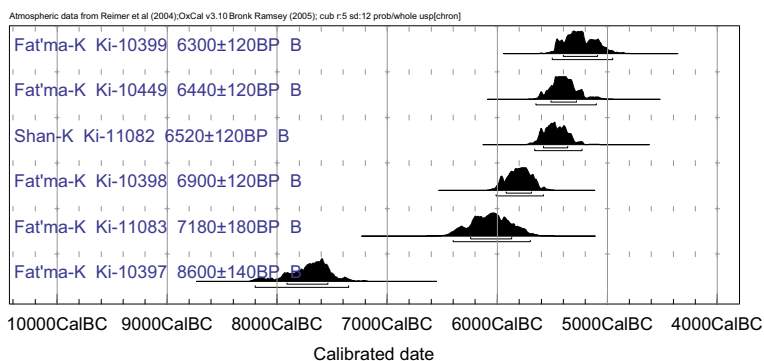 Atmospheric data from Reimer et al (2004);OxCal v3.10 Bronk Ramsey (2005); cub r:5 sd:12 prob/whole usp[chron]
Fat'ma-K Ki-10399 6300±120BP B
Fat'ma-K Ki-10449 6440±120BP B
Shan-K Ki-11082 6520±120BP B
Fat'ma-K Ki-10398 6900±120BP B
Fat'ma-K Ki-11083 7180±180BP B
Fat'ma-K Ki-10397 8600±140BP B
10000CalBC 9000CalBC 8000CalBC 7000CalBC 6000CalBC 5000CalBC 4000CalBC
Calibrated date